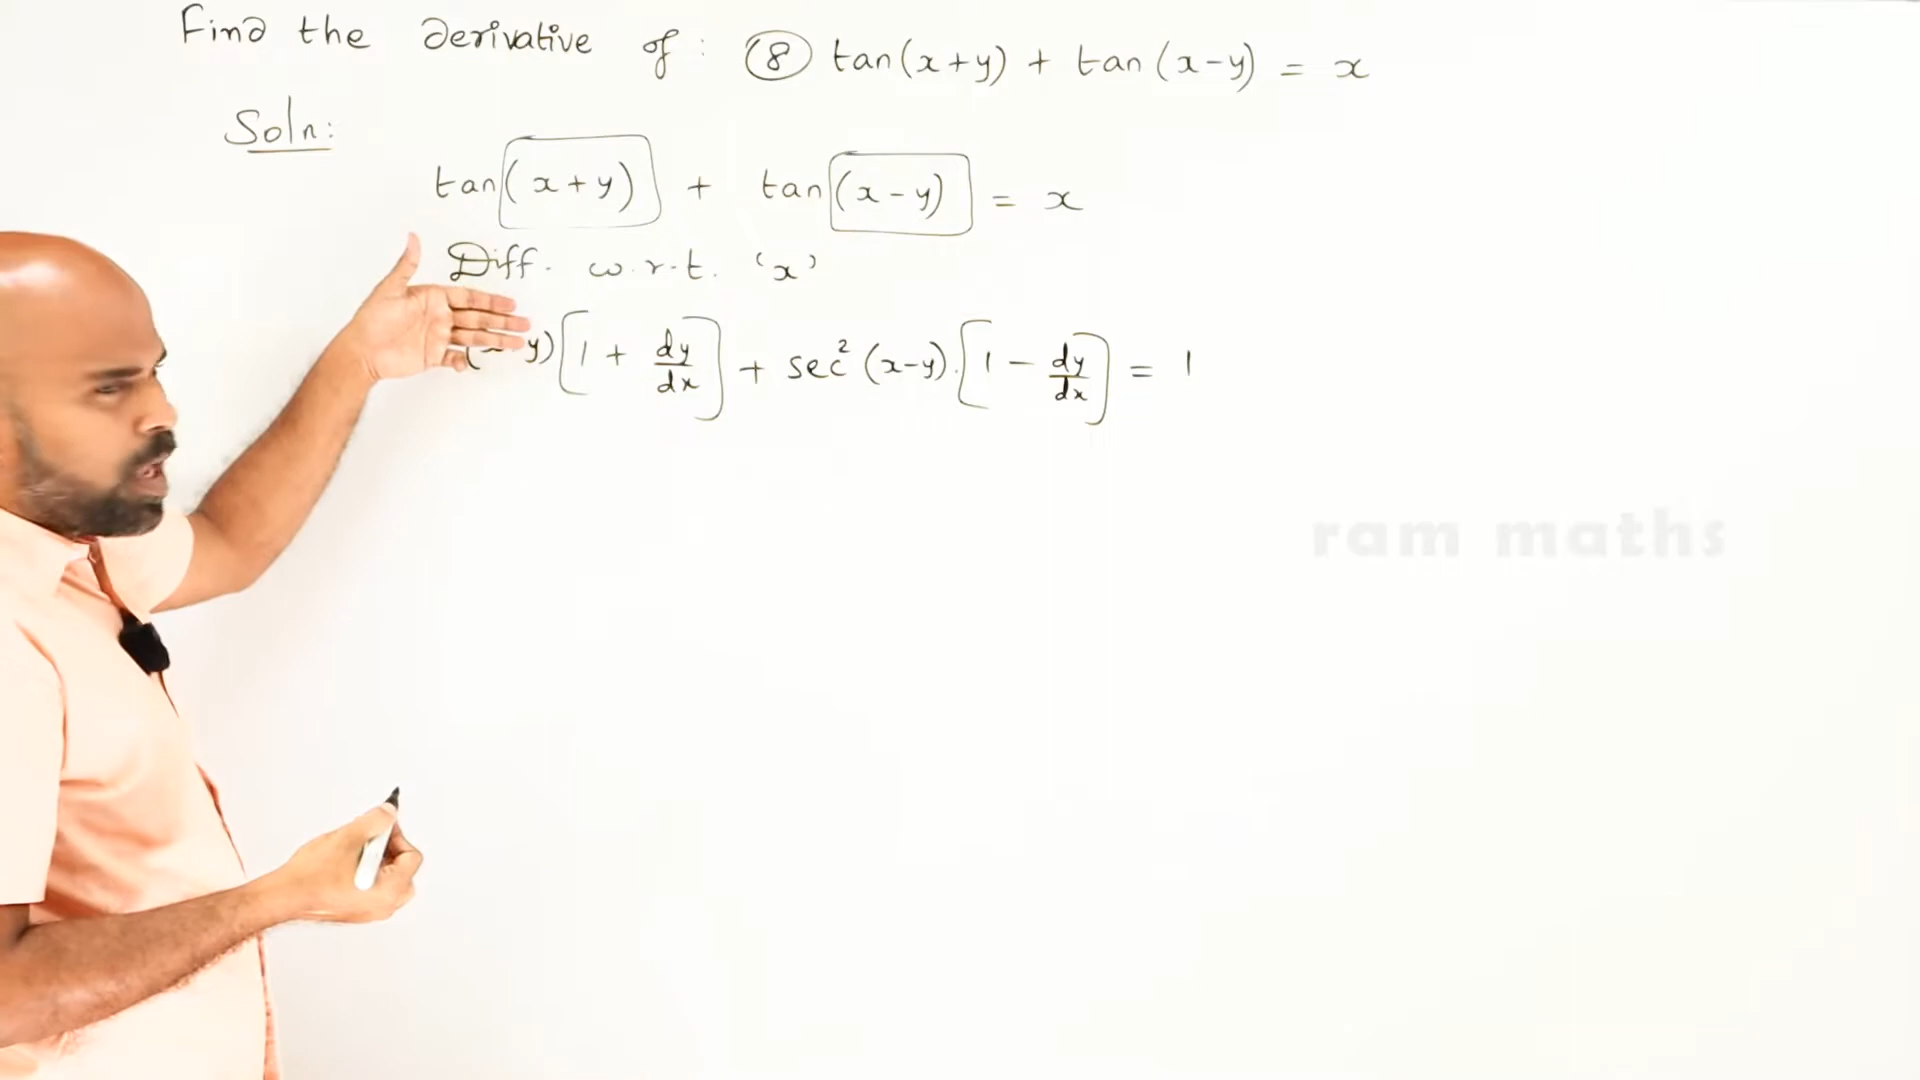 Find the derivative of : ⑧ tan(x+y) + tan(x-y) = x
Soln:
tan(x+y) + tan(x-y) = x
Diff. w.r.t. 'x'
y)[1 + dy/dx] + sec²(x-y).[1 - dy/dx] = 1
ram maths